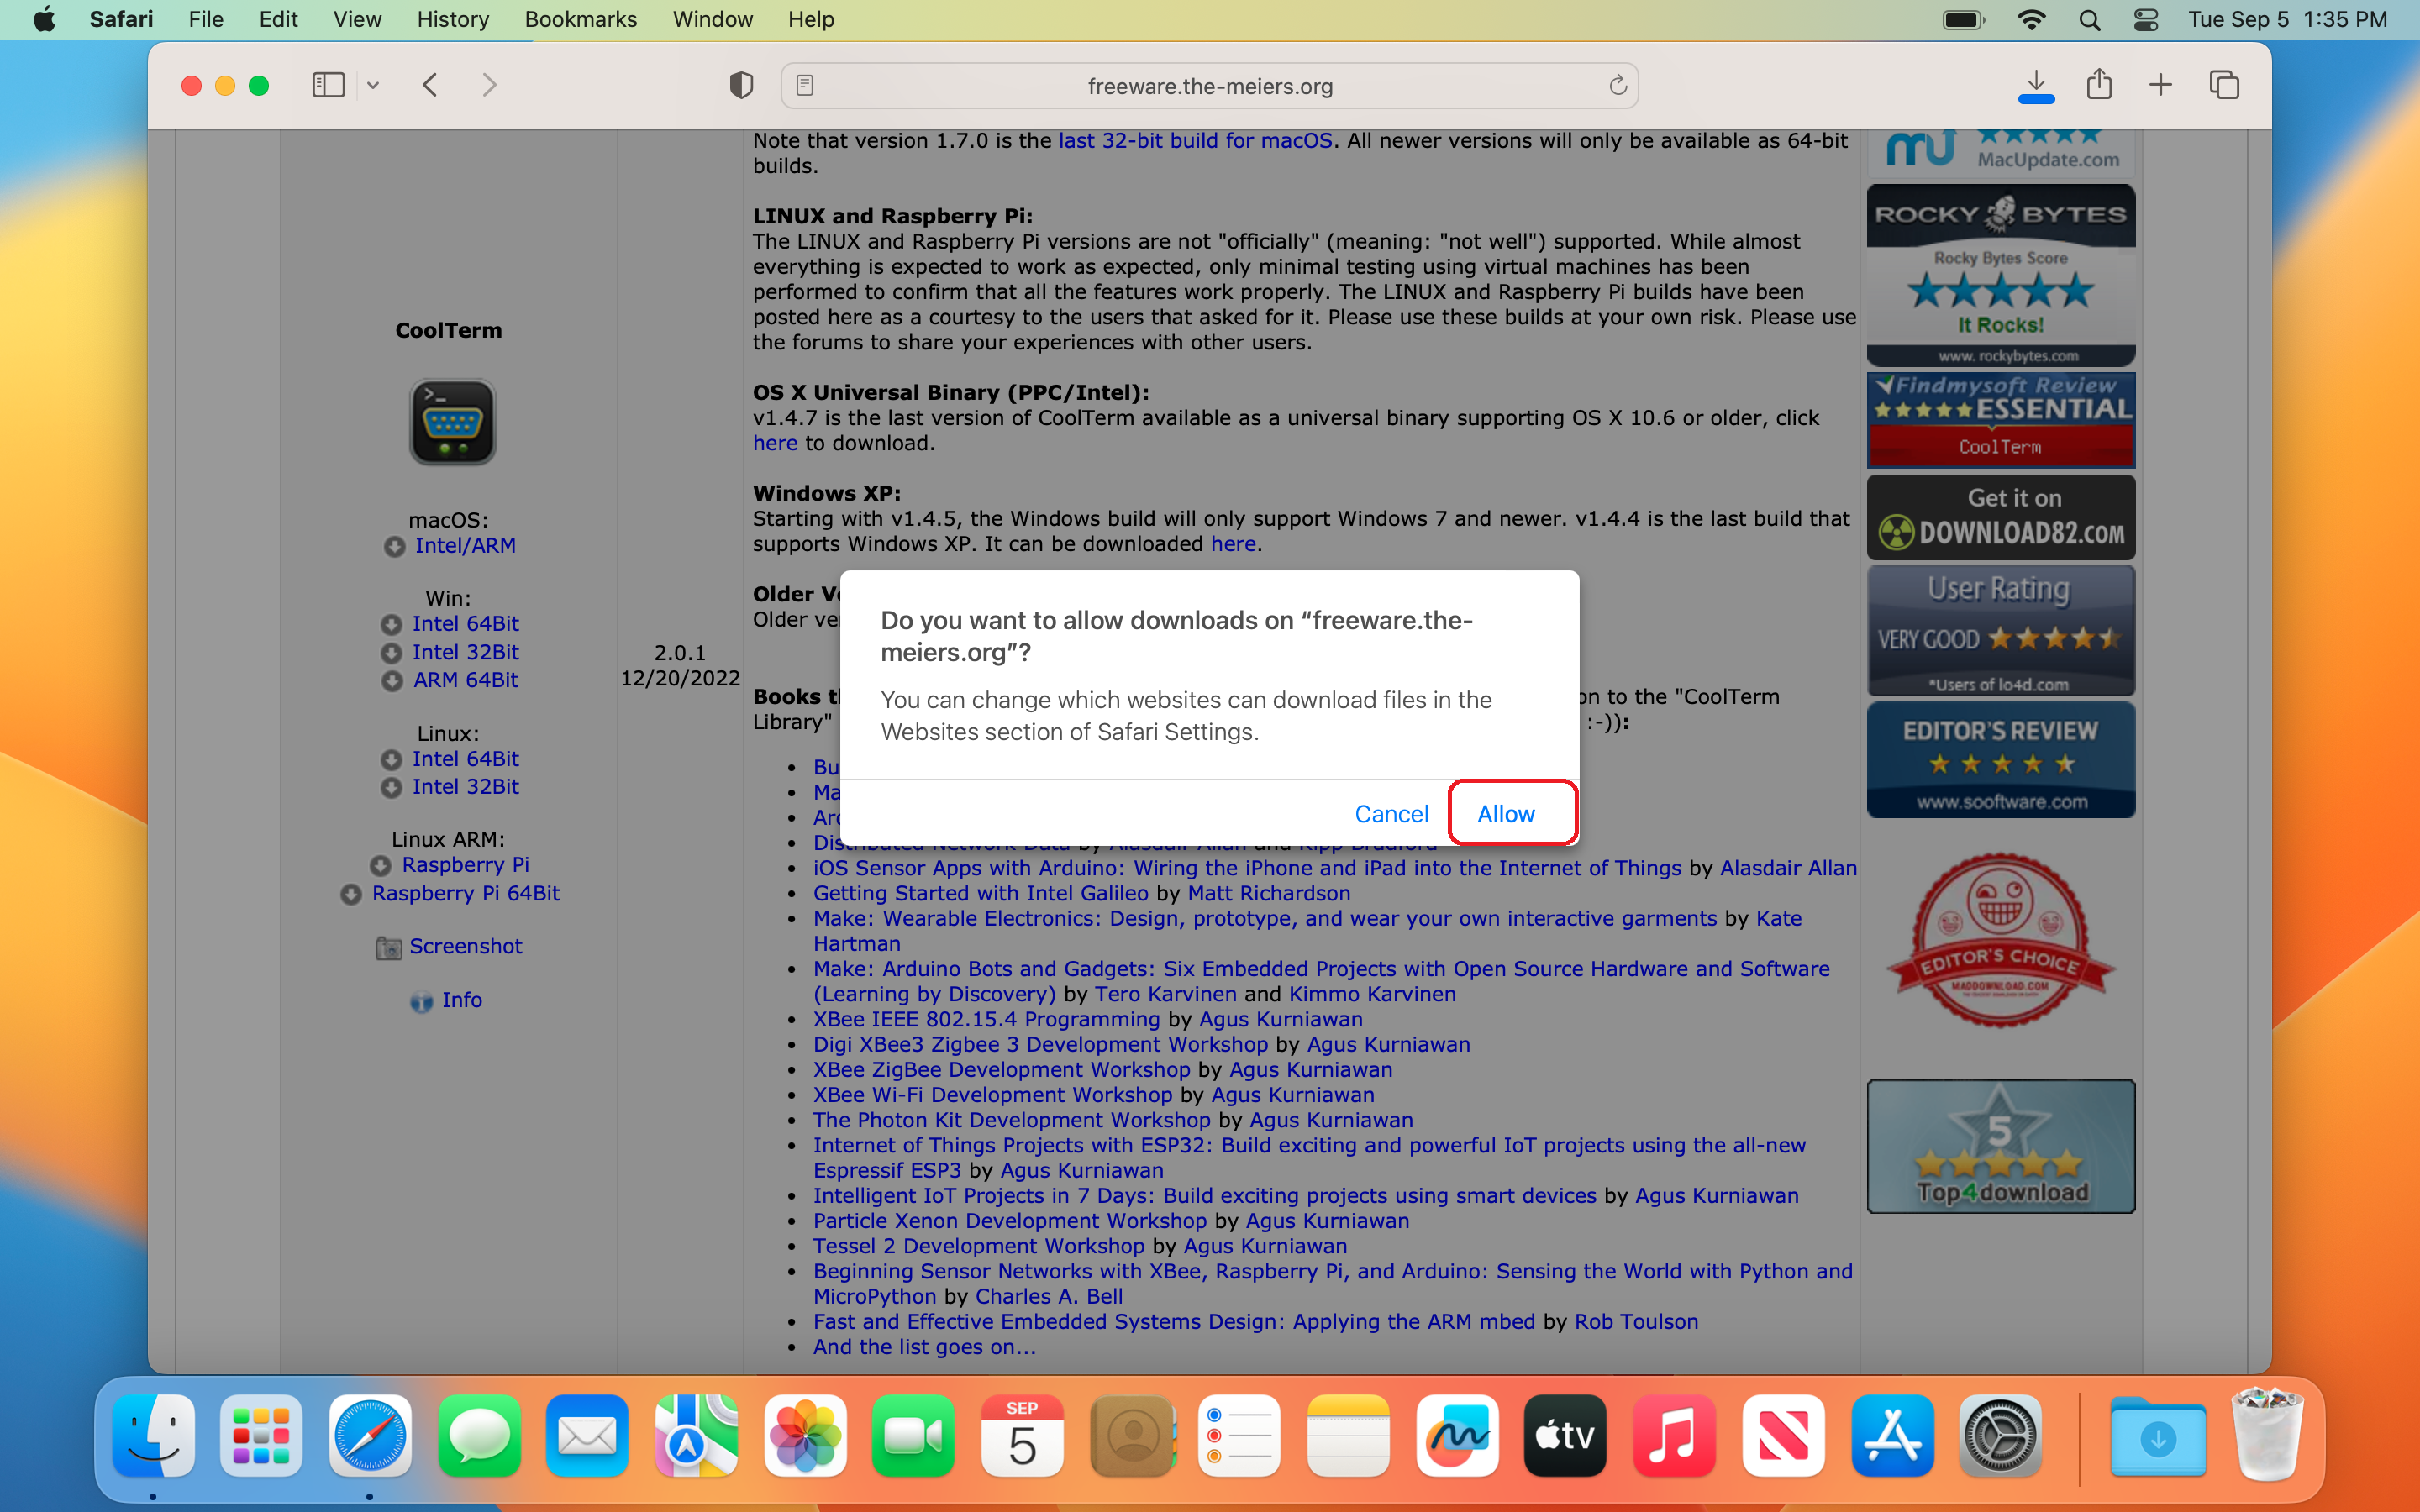 Safari File Edit View History Bookmarks Window Help Tue Sep 5 1:35 PM
freeware.the-meiers.org
Note that version 1.7.0 is the last 32-bit build for macOS. All newer versions will only be available as 64-bit
builds.
LINUX and Raspberry Pi:
The LINUX and Raspberry Pi versions are not "officially" (meaning: "not well") supported. While almost
everything is expected to work as expected, only minimal testing using virtual machines has been
performed to confirm that all the features work properly. The LINUX and Raspberry Pi builds have been
posted here as a courtesy to the users that asked for it. Please use these builds at your own risk. Please use
the forums to share your experiences with other users.
OS X Universal Binary (PPC/Intel):
v1.4.7 is the last version of CoolTerm available as a universal binary supporting OS X 10.6 or older, click
here to download.
Windows XP:
Starting with v1.4.5, the Windows build will only support Windows 7 and newer. v1.4.4 is the last build that
supports Windows XP. It can be downloaded here.
Older Ve
Older ve
Books t
on to the "CoolTerm
Library"
:-)):
CoolTerm
>_
macOS:
Intel/ARM
Win:
Intel 64Bit
Intel 32Bit
ARM 64Bit
Linux:
Intel 64Bit
Intel 32Bit
Linux ARM:
Raspberry Pi
Raspberry Pi 64Bit
Screenshot
Info
2.0.1
12/20/2022
Do you want to allow downloads on “freeware.the-
meiers.org”?
You can change which websites can download files in the
Websites section of Safari Settings.
Cancel Allow
Bu
Ma
Ard
Distributed Network Data by Alasdair Allan and Kipp Bradford
iOS Sensor Apps with Arduino: Wiring the iPhone and iPad into the Internet of Things by Alasdair Allan
Getting Started with Intel Galileo by Matt Richardson
Make: Wearable Electronics: Design, prototype, and wear your own interactive garments by Kate
Hartman
Make: Arduino Bots and Gadgets: Six Embedded Projects with Open Source Hardware and Software
(Learning by Discovery) by Tero Karvinen and Kimmo Karvinen
XBee IEEE 802.15.4 Programming by Agus Kurniawan
Digi XBee3 Zigbee 3 Development Workshop by Agus Kurniawan
XBee ZigBee Development Workshop by Agus Kurniawan
XBee Wi-Fi Development Workshop by Agus Kurniawan
The Photon Kit Development Workshop by Agus Kurniawan
Internet of Things Projects with ESP32: Build exciting and powerful IoT projects using the all-new
Espressif ESP3 by Agus Kurniawan
Intelligent IoT Projects in 7 Days: Build exciting projects using smart devices by Agus Kurniawan
Particle Xenon Development Workshop by Agus Kurniawan
Tessel 2 Development Workshop by Agus Kurniawan
Beginning Sensor Networks with XBee, Raspberry Pi, and Arduino: Sensing the World with Python and
MicroPython by Charles A. Bell
Fast and Effective Embedded Systems Design: Applying the ARM mbed by Rob Toulson
And the list goes on...
MU
MacUpdate.com
ROCKY BYTES
Rocky Bytes Score
It Rocks!
www.rockybytes.com
Findmysoft Review
ESSENTIAL
CoolTerm
Get it on
DOWNLOAD82.COM
User Rating
VERY GOOD
*Users of lo4d.com
EDITOR'S REVIEW
www.sooftware.com
EDITOR'S CHOICE
MADDOWNLOAD.COM
5
Top4download
SEP
5
tv